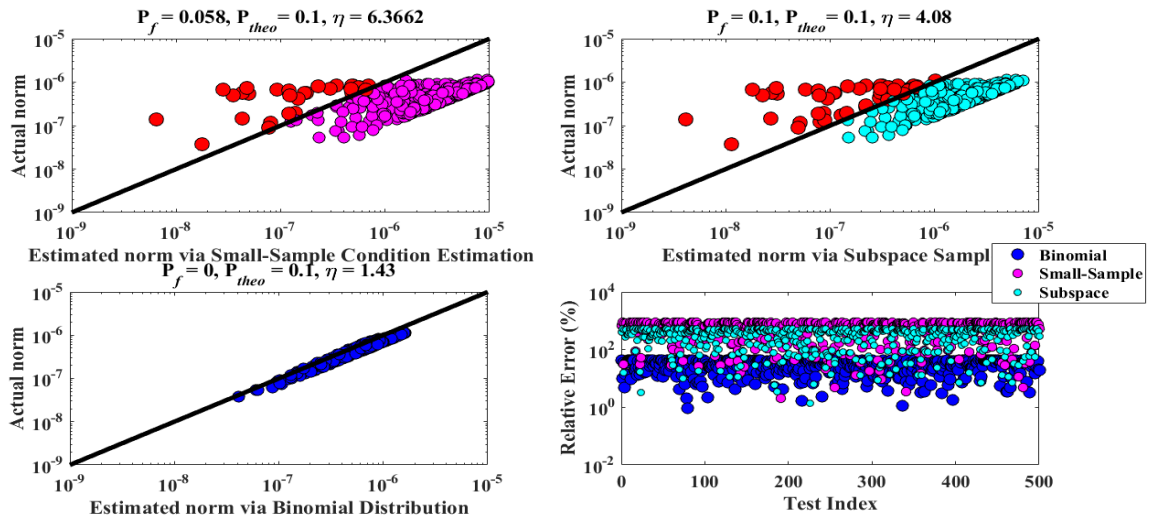 P_f = 0.058, P_theo = 0.1, η = 6.3662
10^-5
10^-6
10^-7
10^-8
10^-9
Actual norm
10^-9 10^-8 10^-7 10^-6 10^-5
Estimated norm via Small-Sample Condition Estimation
P_f = 0.1, P_theo = 0.1, η = 4.08
10^-5
10^-6
10^-7
10^-8
10^-9
Actual norm
10^-9 10^-8 10^-7 10^-6 10^-5
Estimated norm via Subspace Sampl
P_f = 0, P_theo = 0.1, η = 1.43
10^-5
10^-6
10^-7
10^-8
10^-9
Actual norm
10^-9 10^-8 10^-7 10^-6 10^-5
Estimated norm via Binomial Distribution
Binomial
Small-Sample
Subspace
10^4
10^2
10^0
10^-2
Relative Error (%)
0 100 200 300 400 500
Test Index